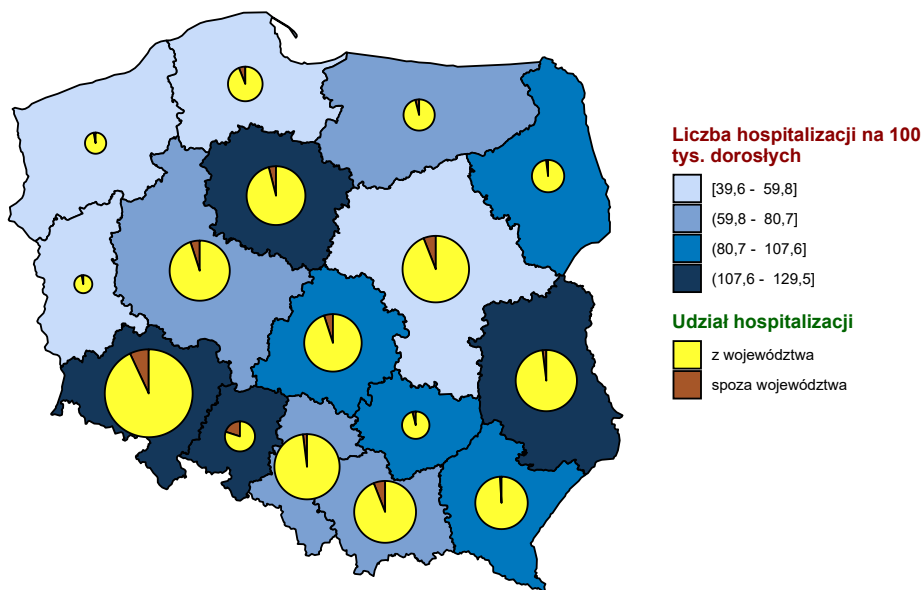 Liczba hospitalizacji na 100
tys. dorosłych
[39,6 - 59,8]
(59,8 - 80,7]
(80,7 - 107,6]
(107,6 - 129,5]
Udział hospitalizacji
z województwa
spoza województwa